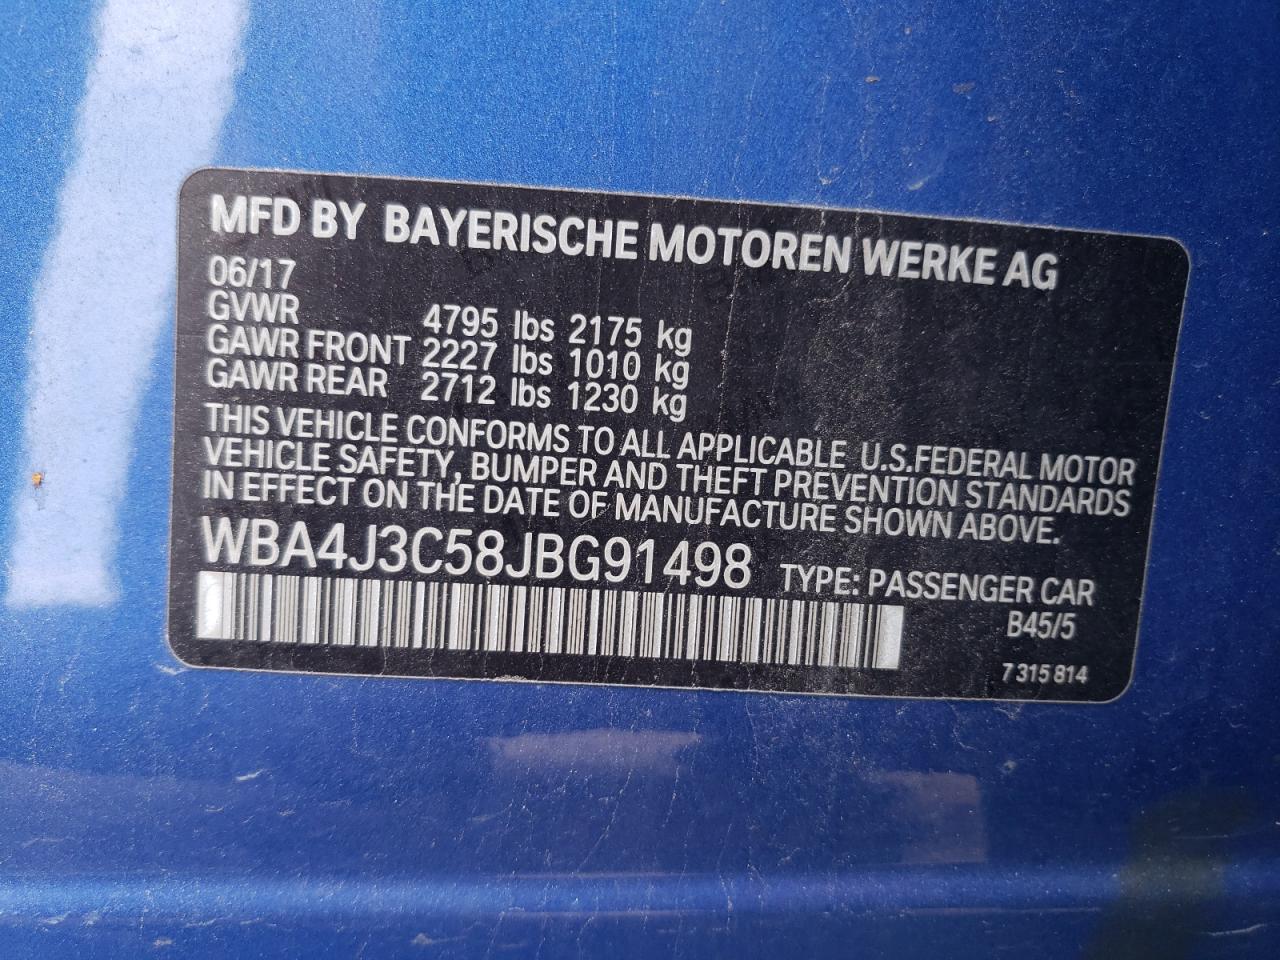 MFD BY BAYERISCHE MOTOREN WERKE AG
06/17
GVWR 4795 lbs 2175 kg
GAWR FRONT 2227 lbs 1010 kg
GAWR REAR 2712 lbs 1230 kg
THIS VEHICLE CONFORMS TO ALL APPLICABLE U.S.FEDERAL MOTOR
VEHICLE SAFETY, BUMPER AND THEFT PREVENTION STANDARDS
IN EFFECT ON THE DATE OF MANUFACTURE SHOWN ABOVE.
WBA4J3C58JBG91498 TYPE: PASSENGER CAR
B45/5
7 315 814